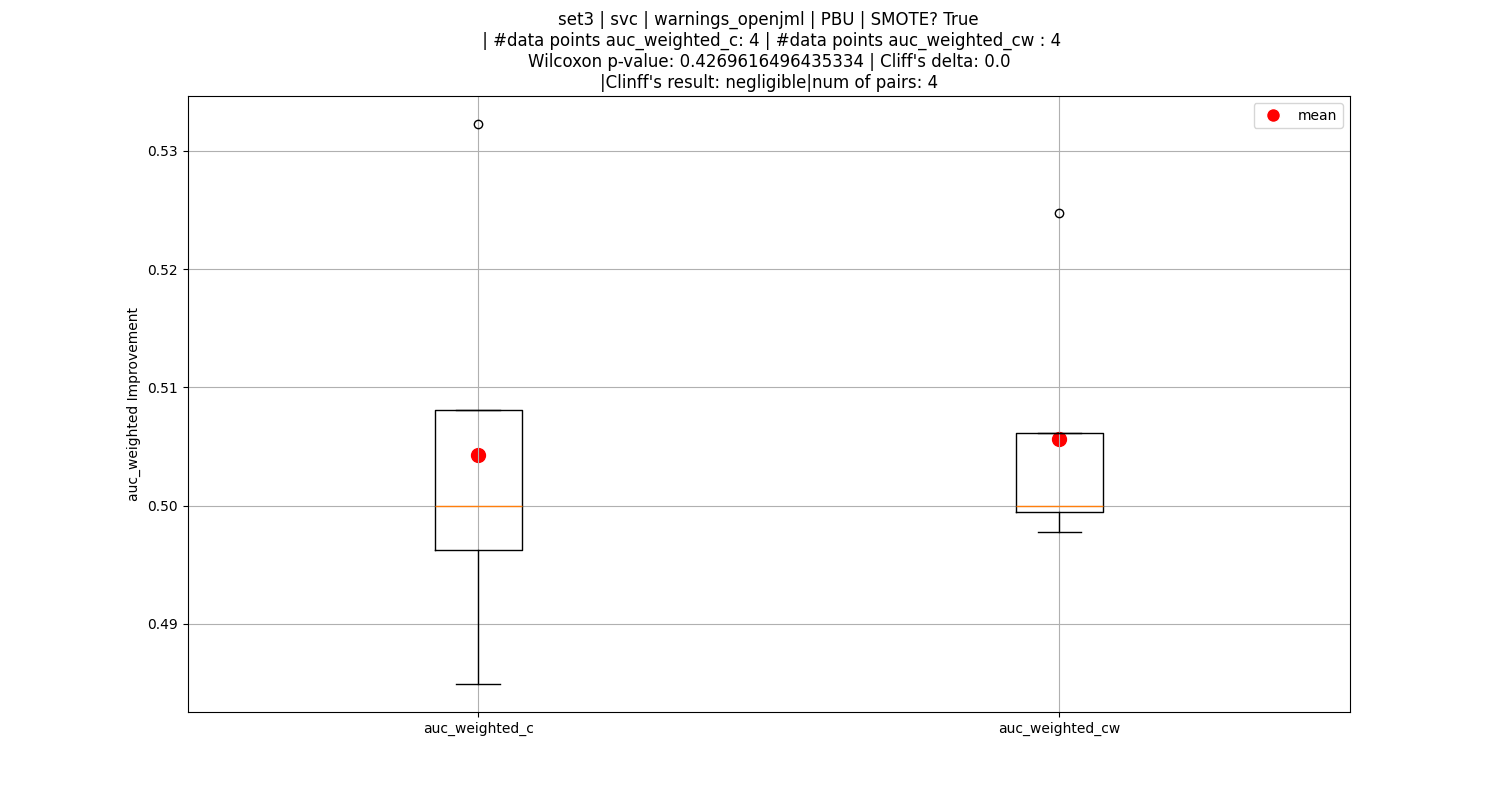 set3 | svc | warnings_openjml | PBU | SMOTE? True
| #data points auc_weighted_c: 4 | #data points auc_weighted_cw : 4
Wilcoxon p-value: 0.4269616496435334 | Cliff's delta: 0.0
|Clinff's result: negligible|num of pairs: 4
mean
0.53
0.52
0.51
0.50
0.49
auc_weighted Improvement
auc_weighted_c
auc_weighted_cw